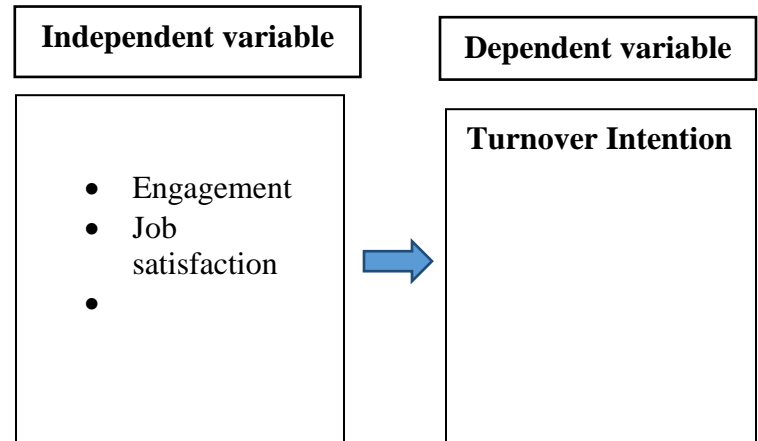 Independent variable
Dependent variable
• Engagement
• Job
satisfaction
•
Turnover Intention